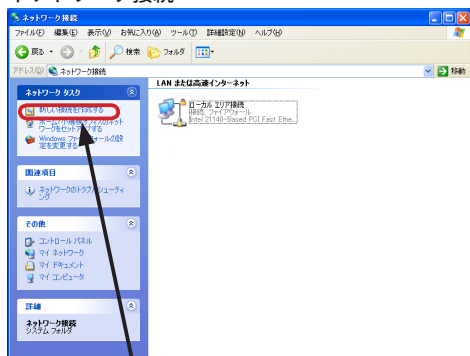 ネットワーク接続
ネットワーク接続
ファイル(F) 編集(E) 表示(V) お気に入り(A) ツール(T) 詳細設定(N) ヘルプ(H)
戻る 検索 フォルダ
アドレス(D) ネットワーク接続 移動
LAN または高速インターネット
ネットワーク タスク
新しい接続を作成する
ホーム/小規模オフィスのネットワークをセットアップする
Windows ファイアウォールの設定を変更する
ローカル エリア接続
接続、ファイアウォール
Intel 21140-Based PCI Fast Ethe...
関連項目
ネットワークのトラブルシューティング
その他
コントロール パネル
マイ ネットワーク
マイ ドキュメント
マイ コンピュータ
詳細
ネットワーク接続
システム フォルダ